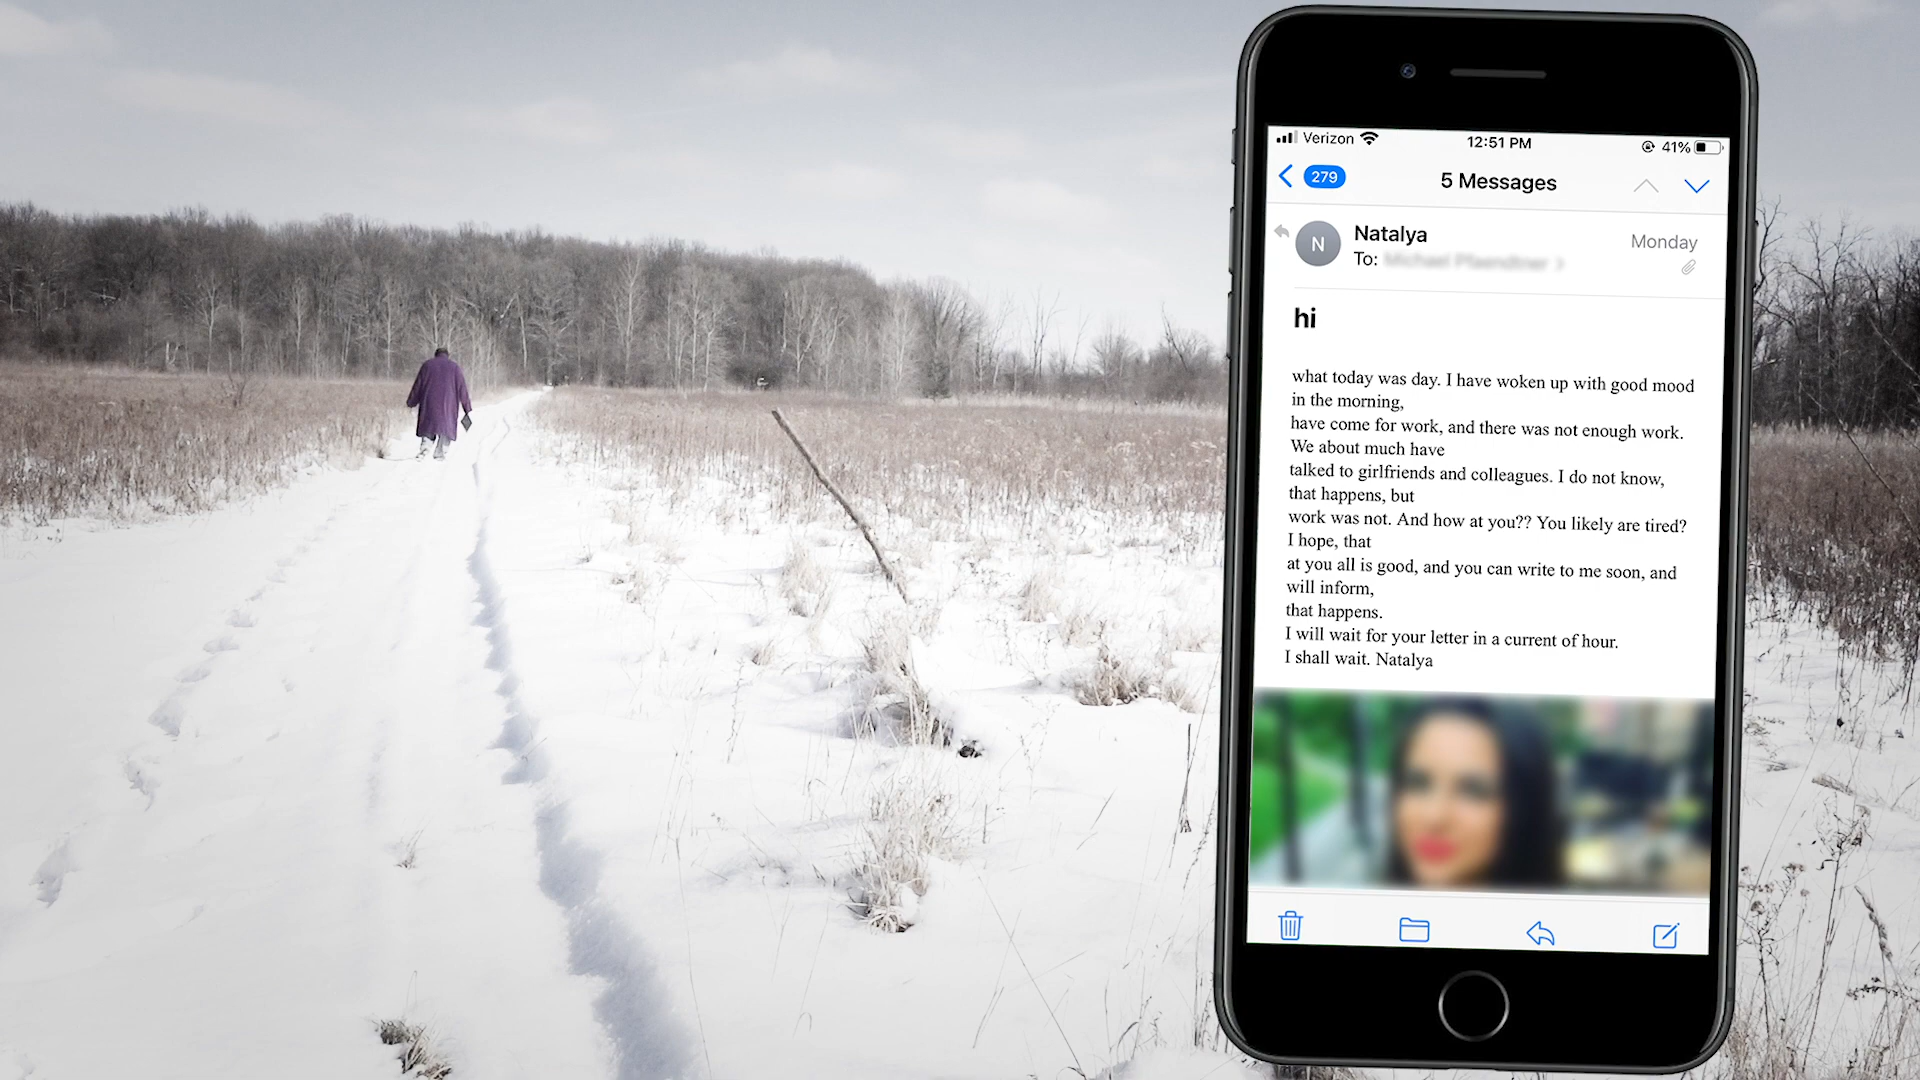 Verizon 12:51 PM 41%
279 5 Messages
N Natalya Monday
To:
hi
what today was day. I have woken up with good mood
in the morning,
have come for work, and there was not enough work.
We about much have
talked to girlfriends and colleagues. I do not know,
that happens, but
work was not. And how at you?? You likely are tired?
I hope, that
at you all is good, and you can write to me soon, and
will inform,
that happens.
I will wait for your letter in a current of hour.
I shall wait. Natalya